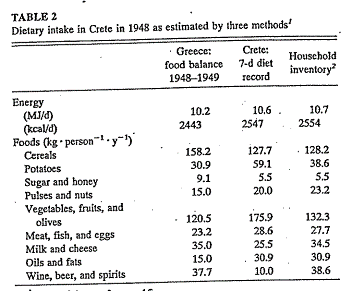 TABLE 2
Dietary intake in Crete in 1948 as estimated by three methods¹
Greece: food balance 1948–1949 Crete: 7-d diet record Household inventory²
Energy
(MJ/d) 10.2 10.6 10.7
(kcal/d) 2443 2547 2554
Foods (kg · person⁻¹ · y⁻¹)
Cereals 158.2 127.7 128.2
Potatoes 30.9 59.1 38.6
Sugar and honey 9.1 5.5 5.5
Pulses and nuts 15.0 20.0 23.2
Vegetables, fruits, and
olives 120.5 175.9 132.3
Meat, fish, and eggs 23.2 28.6 27.7
Milk and cheese 35.0 25.5 34.5
Oils and fats 15.0 30.9 30.9
Wine, beer, and spirits 37.7 10.0 38.6